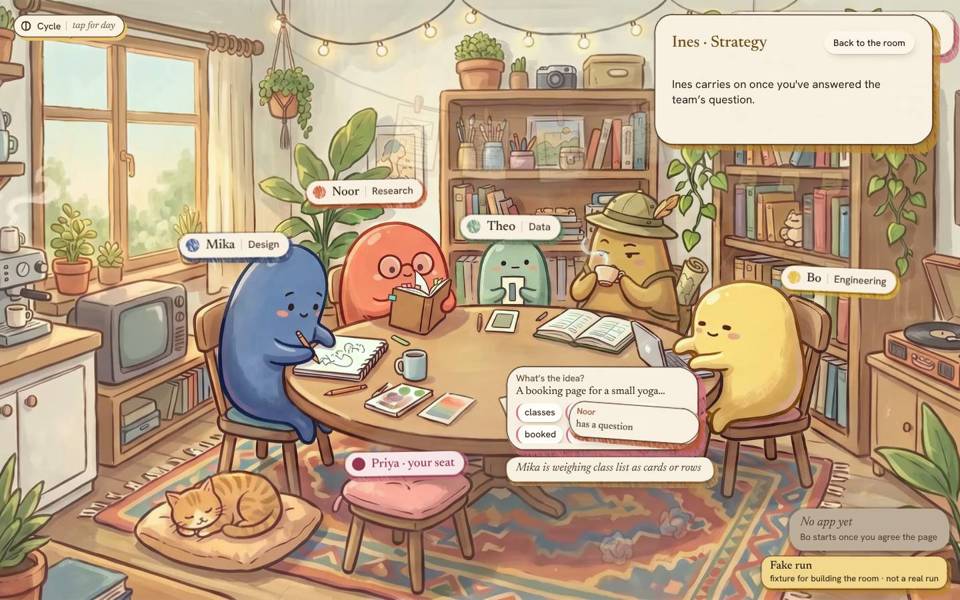 Cycle | tap for day
Ines · Strategy
Back to the room
Ines carries on once you've answered the
team's question.
Noor | Research
Theo | Data
Mika | Design
Bo | Engineering
What's the idea?
A booking page for a small yoga...
classes
booked
Noor
has a question
Mika is weighing class list as cards or rows
Priya · your seat
No app yet
Bo starts once you agree the page
Fake run
fixture for building the room · not a real run